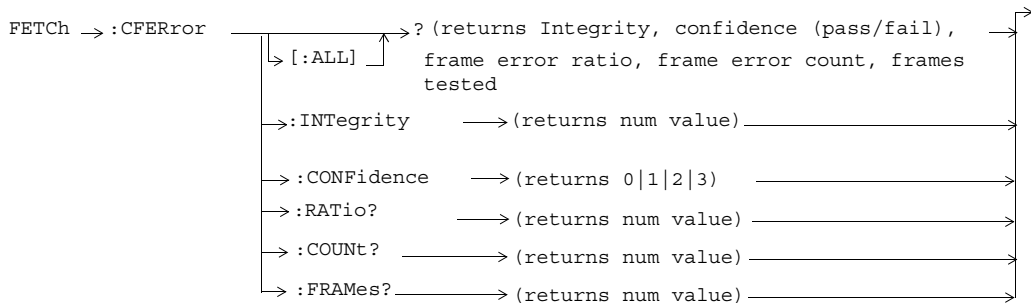 FETCh :CFERror ? (returns Integrity, confidence (pass/fail),
[:ALL] frame error ratio, frame error count, frames
tested
:INTegrity (returns num value)
:CONFidence (returns 0|1|2|3)
:RATio? (returns num value)
:COUNt? (returns num value)
:FRAMes? (returns num value)